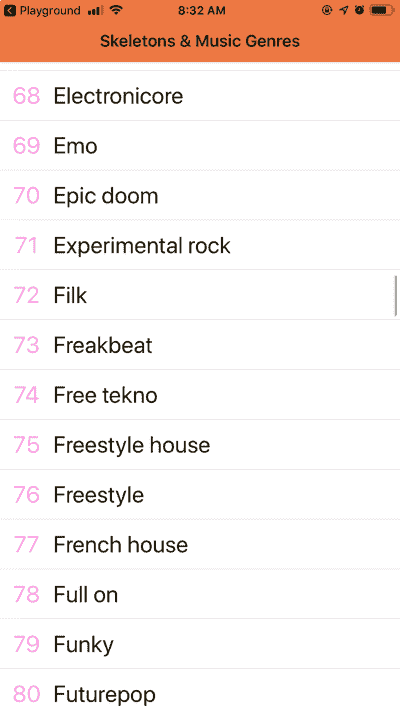 Playground 8:32 AM
Skeletons & Music Genres
68 Electronicore
69 Emo
70 Epic doom
71 Experimental rock
72 Filk
73 Freakbeat
74 Free tekno
75 Freestyle house
76 Freestyle
77 French house
78 Full on
79 Funky
80 Futurepop